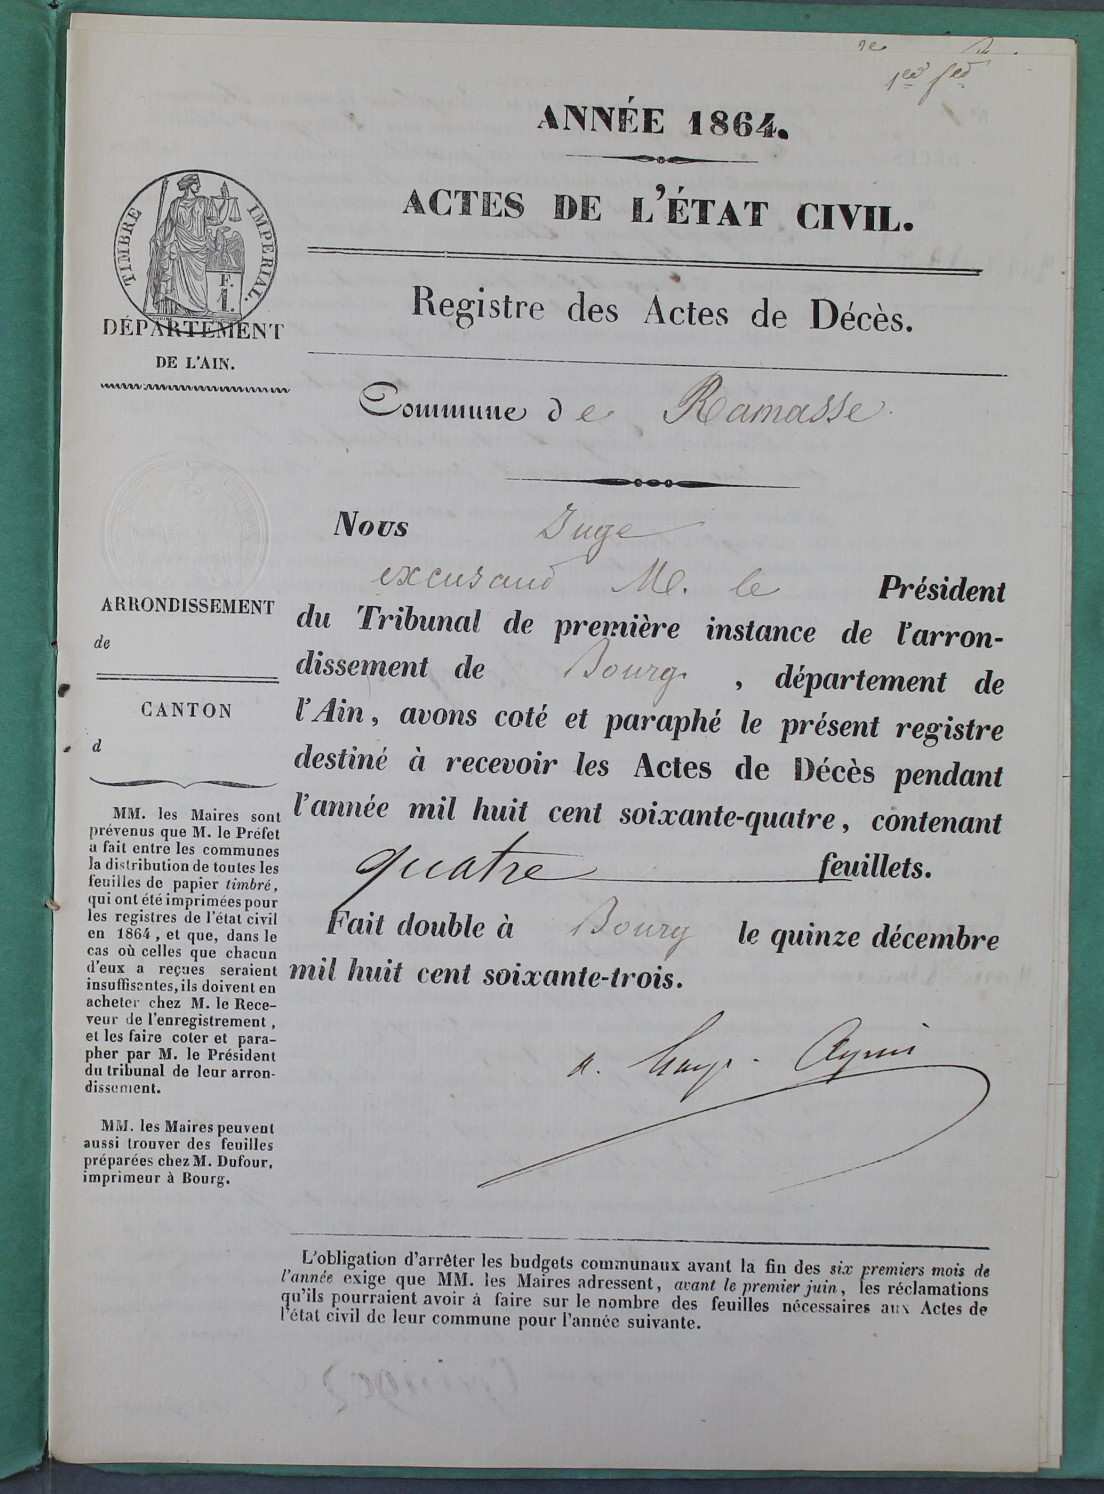 1er
ANNÉE 1864.
ACTES DE L'ÉTAT CIVIL.
TIMBRE IMPERIAL.
F.
1.
DÉPARTEMENT
DE L'AIN.
Registre des Actes de Décès.
Commune de Ramasse
ARRONDISSEMENT
de
CANTON
d
MM. les Maires sont
prévenus que M. le Préfet
a fait entre les communes
la distribution de toutes les
feuilles de papier timbré,
qui ont été imprimées pour
les registres de l'état civil
en 1864, et que, dans le
cas où celles que chacun
d'eux a reçues seraient
insuffisantes, ils doivent en
acheter chez M. le Rece-
veur de l'enregistrement,
et les faire coter et para-
pher par M. le Président
du tribunal de leur arron-
dissement.
MM. les Maires peuvent
aussi trouver des feuilles
préparées chez M. Dufour,
imprimeur à Bourg.
Nous Juge
excusand M. le Président
du Tribunal de première instance de l'arron-
dissement de Bourg, département de
l'Ain, avons coté et paraphé le présent registre
destiné à recevoir les Actes de Décès pendant
l'année mil huit cent soixante-quatre, contenant
quatre feuillets.
Fait double à Bourg le quinze décembre
mil huit cent soixante-trois.
L'obligation d'arrêter les budgets communaux avant la fin des six premiers mois de
l'année exige que MM. les Maires adressent, avant le premier juin, les réclamations
qu'ils pourraient avoir à faire sur le nombre des feuilles nécessaires aux Actes de
l'état civil de leur commune pour l'année suivante.